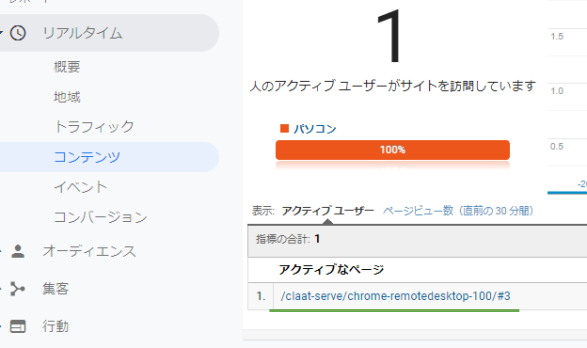 リアルタイム
概要
地域
トラフィック
コンテンツ
イベント
コンバージョン
オーディエンス
集客
行動
1
人のアクティブ ユーザーがサイトを訪問しています
パソコン
100%
1.5
1.0
0.5
表示: アクティブ ユーザー ページビュー数（直前の 30 分間）
指標の合計: 1
アクティブなページ
1. /claat-serve/chrome-remotedesktop-100/#3